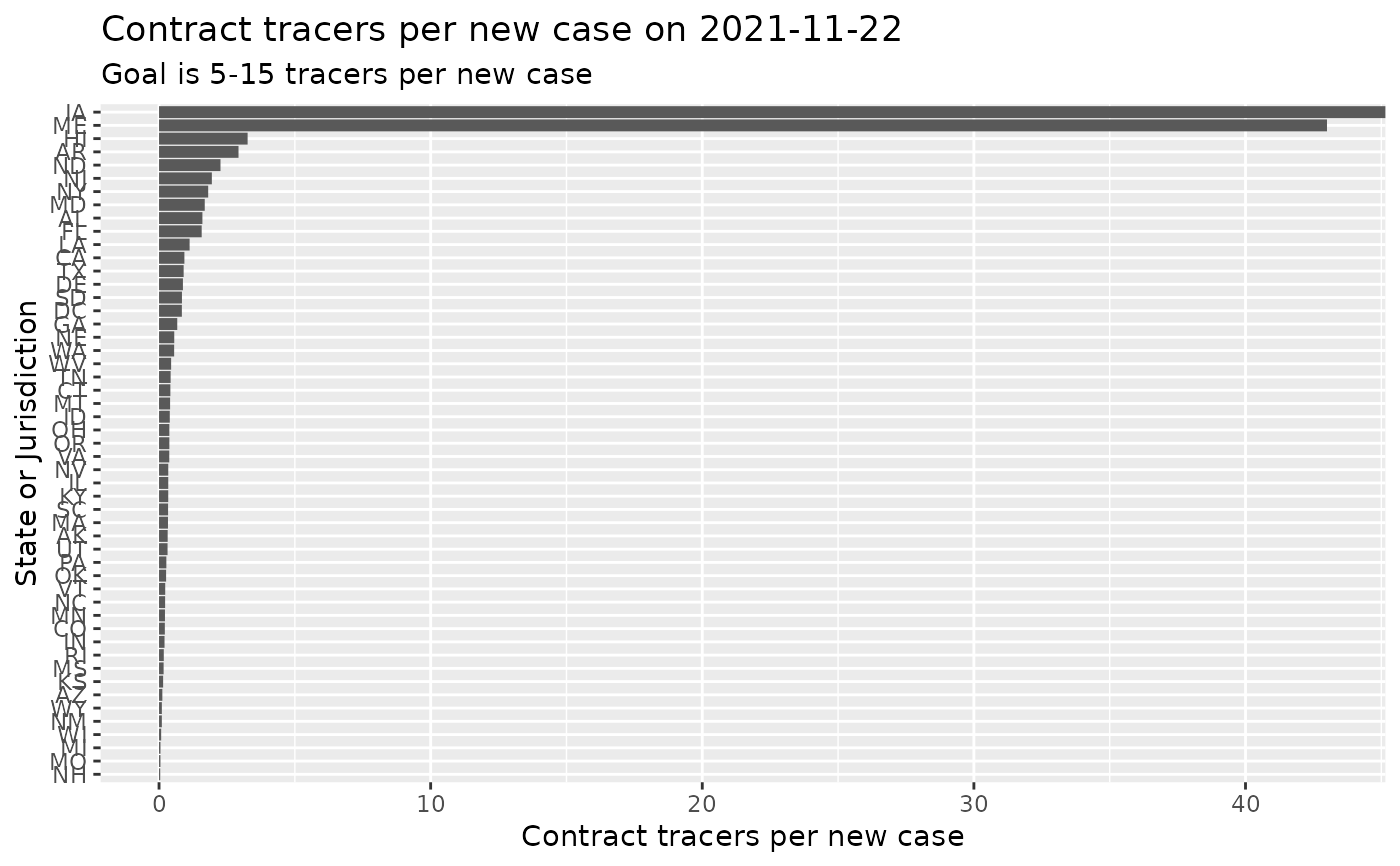 Contract tracers per new case on 2021-11-22
Goal is 5-15 tracers per new case
IA
ME
HI
AR
ND
NJ
NY
MD
AL
FL
LA
CA
TX
DE
SD
DC
GA
NE
WA
WV
TN
CT
MT
ID
OH
OR
VA
NV
IL
KY
SC
MA
AK
UT
PA
OK
VT
NC
MN
CO
IN
RI
MS
KS
AZ
WY
NM
WI
MI
MO
NH
State or Jurisdiction
0 10 20 30 40
Contract tracers per new case